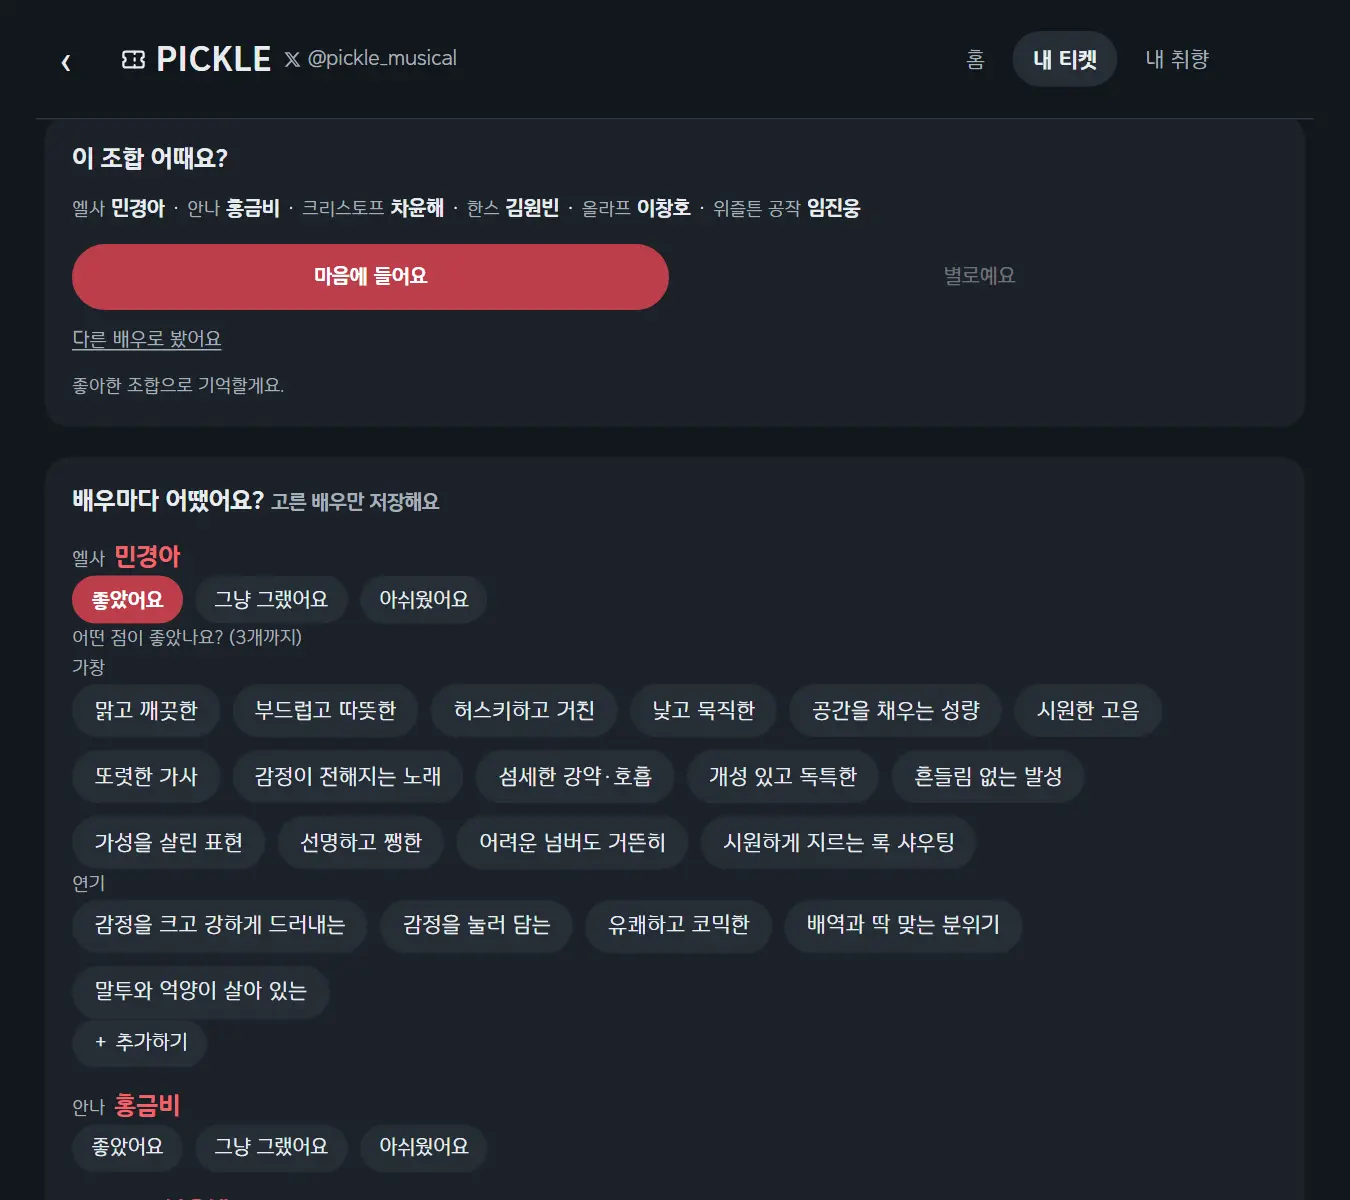 ‹ PICKLE 𝕏 @pickle_musical 홈 내 티켓 내 취향
이 조합 어때요?
엘사 민경아 · 안나 홍금비 · 크리스토프 차윤해 · 한스 김원빈 · 올라프 이창호 · 위즐튼 공작 임진웅
마음에 들어요 별로예요
다른 배우로 봤어요
좋아한 조합으로 기억할게요.
배우마다 어땠어요? 고른 배우만 저장해요
엘사 민경아
좋았어요 그냥 그랬어요 아쉬웠어요
어떤 점이 좋았나요? (3개까지)
가창
맑고 깨끗한 부드럽고 따뜻한 허스키하고 거친 낮고 묵직한 공간을 채우는 성량 시원한 고음
또렷한 가사 감정이 전해지는 노래 섬세한 강약·호흡 개성 있고 독특한 흔들림 없는 발성
가성을 살린 표현 선명하고 쨍한 어려운 넘버도 거뜬히 시원하게 지르는 록 샤우팅
연기
감정을 크고 강하게 드러내는 감정을 눌러 담는 유쾌하고 코믹한 배역과 딱 맞는 분위기
말투와 억양이 살아 있는
+ 추가하기
안나 홍금비
좋았어요 그냥 그랬어요 아쉬웠어요